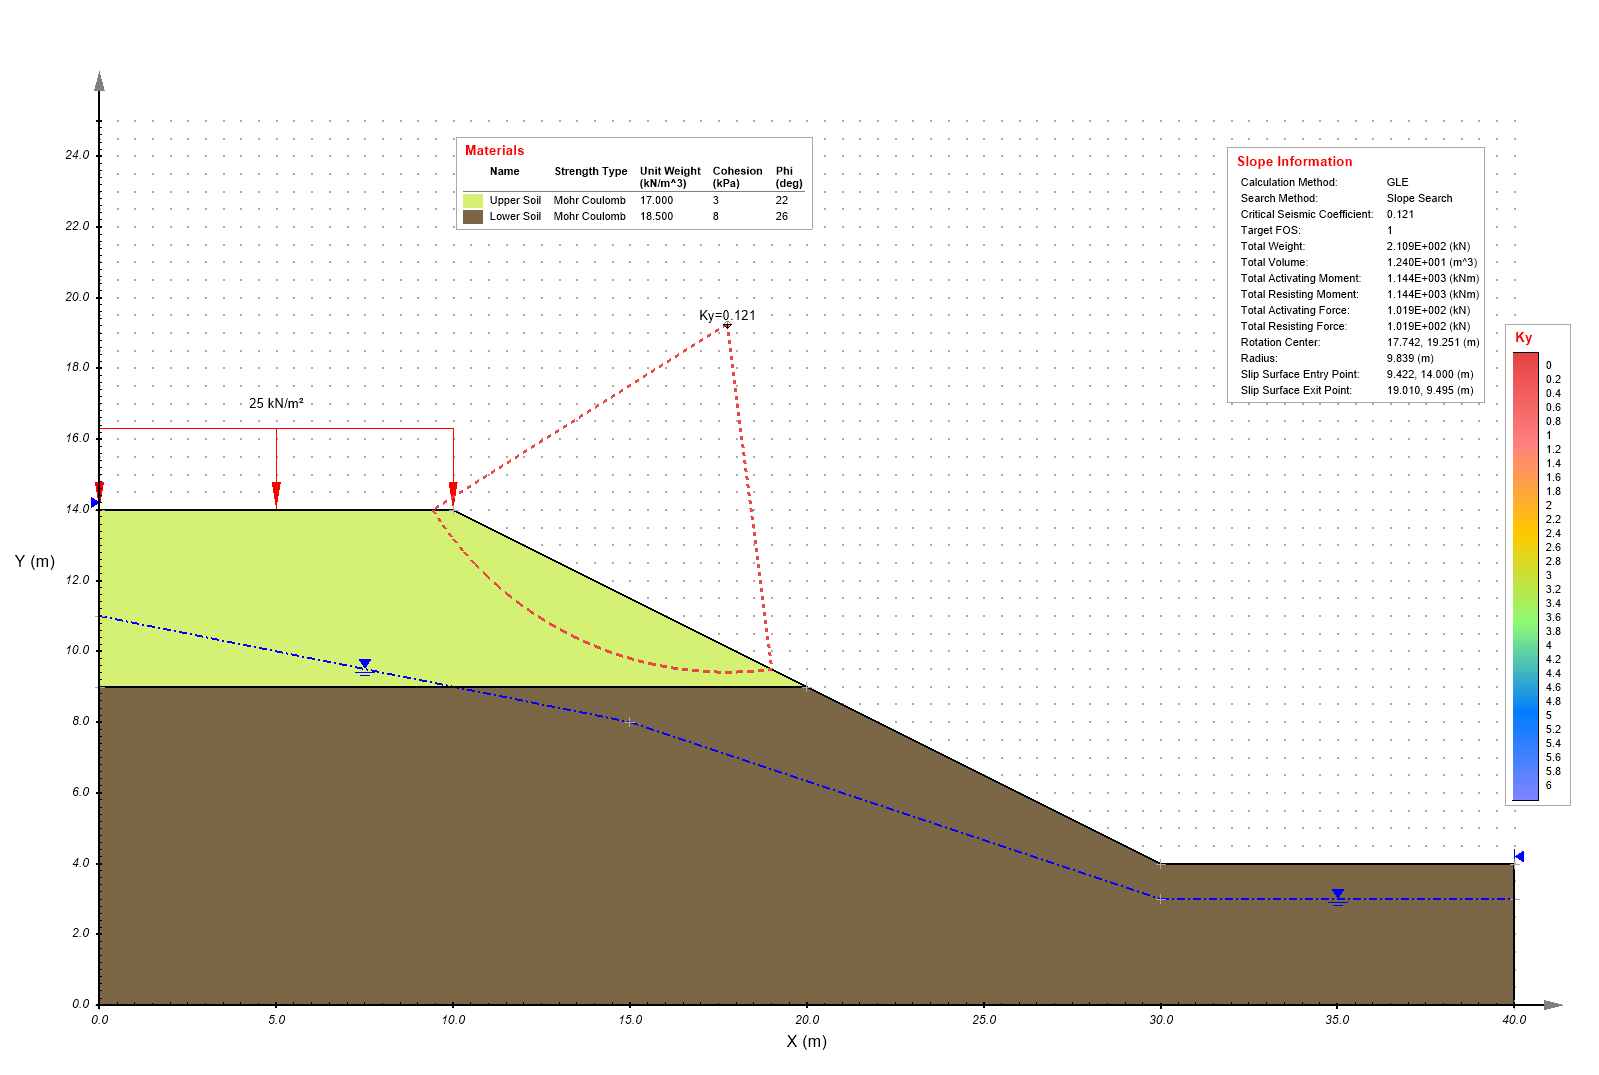 Materials
Name Strength Type Unit Weight (kN/m^3) Cohesion (kPa) Phi (deg)
Upper Soil Mohr Coulomb 17.000 3 22
Lower Soil Mohr Coulomb 18.500 8 26
Slope Information
Calculation Method: GLE
Search Method: Slope Search
Critical Seismic Coefficient: 0.121
Target FOS: 1
Total Weight: 2.109E+002 (kN)
Total Volume: 1.240E+001 (m^3)
Total Activating Moment: 1.144E+003 (kNm)
Total Resisting Moment: 1.144E+003 (kNm)
Total Activating Force: 1.019E+002 (kN)
Total Resisting Force: 1.019E+002 (kN)
Rotation Center: 17.742, 19.251 (m)
Radius: 9.839 (m)
Slip Surface Entry Point: 9.422, 14.000 (m)
Slip Surface Exit Point: 19.010, 9.495 (m)
Ky=0.121
25 kN/m²
Ky
0
0.2
0.4
0.6
0.8
1
1.2
1.4
1.6
1.8
2
2.2
2.4
2.6
2.8
3
3.2
3.4
3.6
3.8
4
4.2
4.4
4.6
4.8
5
5.2
5.4
5.6
5.8
6
24.0
22.0
20.0
18.0
16.0
14.0
Y (m)
12.0
10.0
8.0
6.0
4.0
2.0
0.0
0.0 5.0 10.0 15.0 20.0 25.0 30.0 35.0 40.0
X (m)